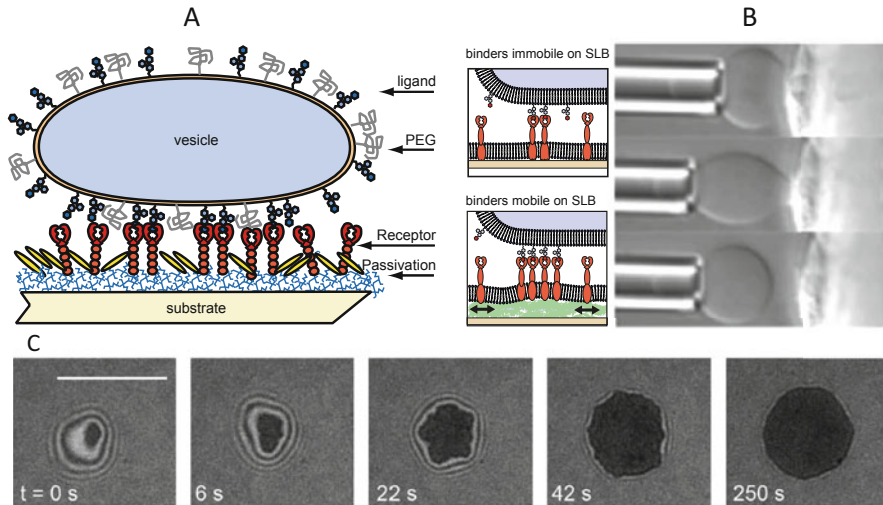 A
ligand
vesicle
PEG
Receptor
Passivation
substrate
binders immobile on SLB
binders mobile on SLB
B
C
t = 0 s
6 s
22 s
42 s
250 s